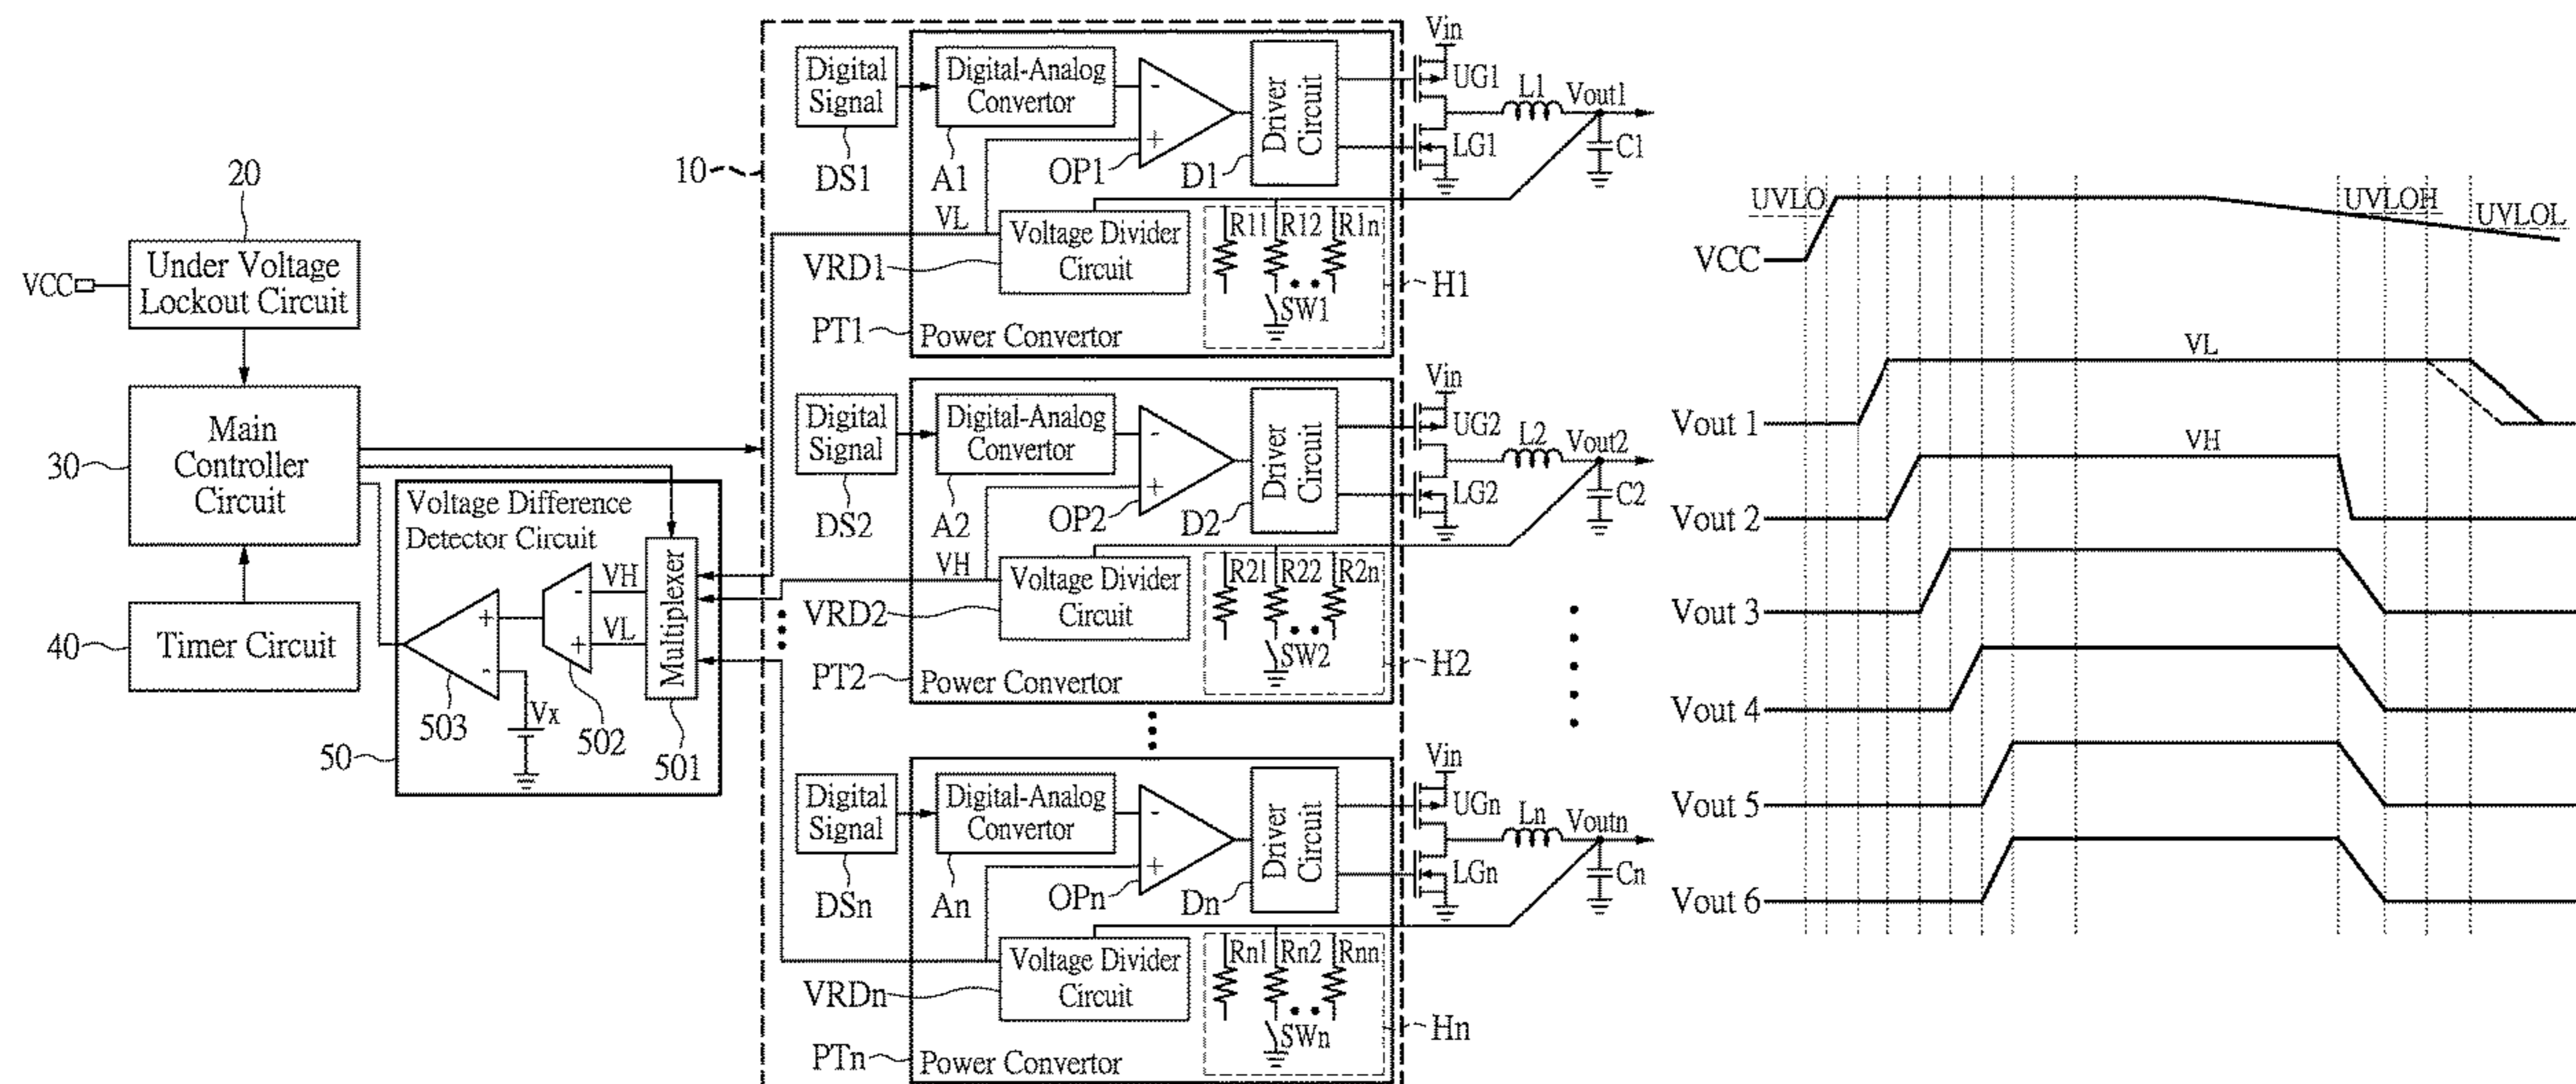 20
Under Voltage
Lockout Circuit
VCC
30
Main
Controller
Circuit
40
Timer Circuit
50
Voltage Difference
Detector Circuit
VH
VL
+
-
-
+
Multiplexer
Vx
503
502
501
10
Digital
Signal
DS1
Digital-Analog
Convertor
A1
-
+
OP1
Driver
Circuit
D1
Vin
UG1
LG1
L1
Vout1
C1
VL
Voltage Divider
Circuit
VRD1
R11
R12
R1n
SW1
H1
PT1
Power Convertor
Digital
Signal
DS2
Digital-Analog
Convertor
A2
-
+
OP2
Driver
Circuit
D2
Vin
UG2
LG2
L2
Vout2
C2
VH
Voltage Divider
Circuit
VRD2
R21
R22
R2n
SW2
H2
PT2
Power Convertor
Digital
Signal
DSn
Digital-Analog
Convertor
An
-
+
OPn
Driver
Circuit
Dn
Vin
UGn
LGn
Ln
Voutn
Cn
Voltage Divider
Circuit
VRDn
Rn1
Rn2
Rnn
SWn
Hn
PTn
Power Convertor
UVLO
UVLOH
UVLOL
VCC
VL
Vout 1
VH
Vout 2
Vout 3
Vout 4
Vout 5
Vout 6